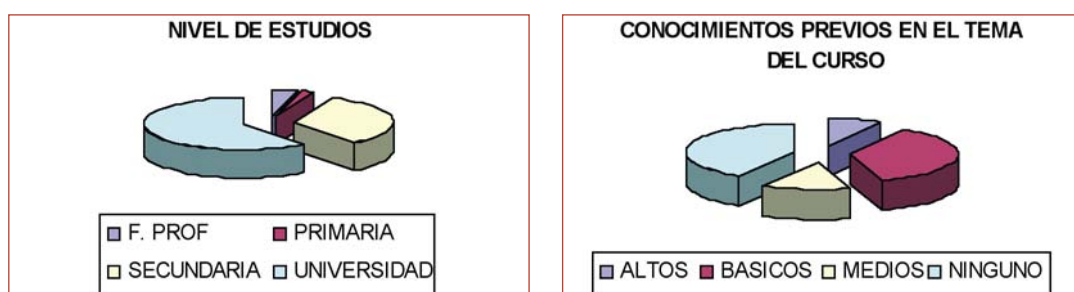 NIVEL DE ESTUDIOS
F. PROF PRIMARIA
SECUNDARIA UNIVERSIDAD
CONOCIMIENTOS PREVIOS EN EL TEMA
DEL CURSO
ALTOS BASICOS MEDIOS NINGUNO